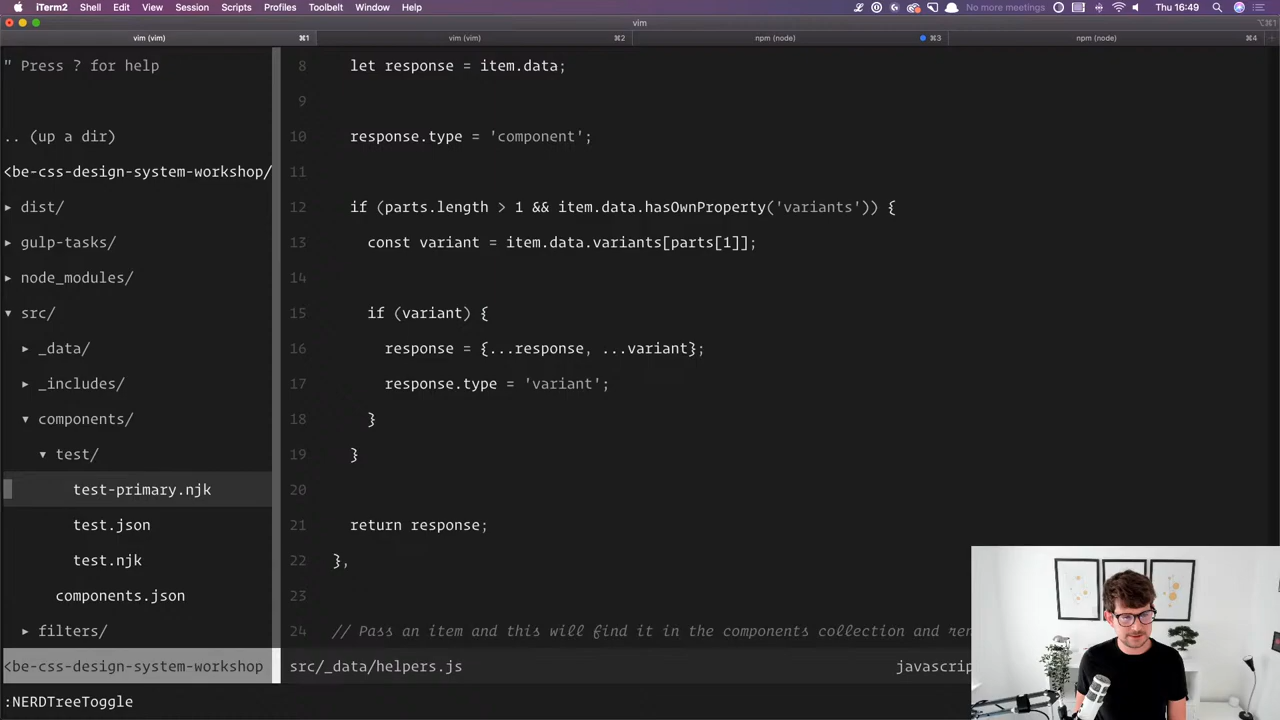 iTerm2 Shell Edit View Session Scripts Profiles Toolbelt Window Help No more meetings Thu 16:49
vim
⌥⌘1
vim (vim) ⌘1 vim (vim) ⌘2 npm (node) ⌘3 npm (node) ⌘4
" Press ? for help
.. (up a dir)
<be-css-design-system-workshop/
▸ dist/
▸ gulp-tasks/
▸ node_modules/
▾ src/
▸ _data/
▸ _includes/
▾ components/
▾ test/
test-primary.njk
test.json
test.njk
components.json
▸ filters/
<be-css-design-system-workshop
8 let response = item.data;
9
10 response.type = 'component';
11
12 if (parts.length > 1 && item.data.hasOwnProperty('variants')) {
13 const variant = item.data.variants[parts[1]];
14
15 if (variant) {
16 response = {...response, ...variant};
17 response.type = 'variant';
18 }
19 }
20
21 return response;
22 },
23
24 // Pass an item and this will find it in the components collection and ren
src/_data/helpers.js javascrip
:NERDTreeToggle